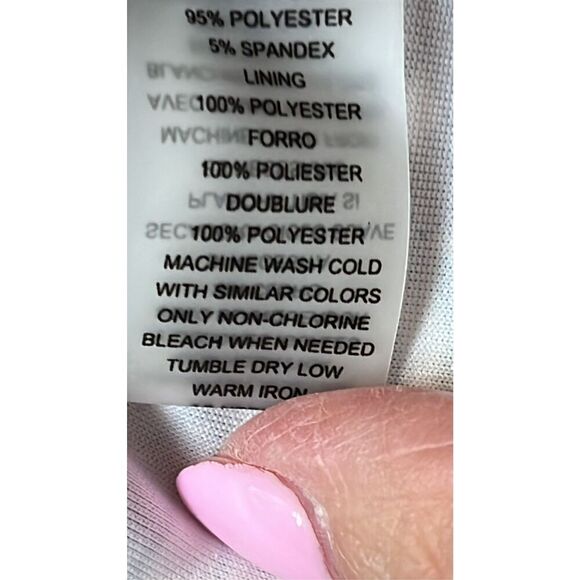 95% POLYESTER
5% SPANDEX
LINING
100% POLYESTER
FORRO
100% POLIESTER
DOUBLURE
100% POLYESTER
MACHINE WASH COLD
WITH SIMILAR COLORS
ONLY NON-CHLORINE
BLEACH WHEN NEEDED
TUMBLE DRY LOW
WARM IRON